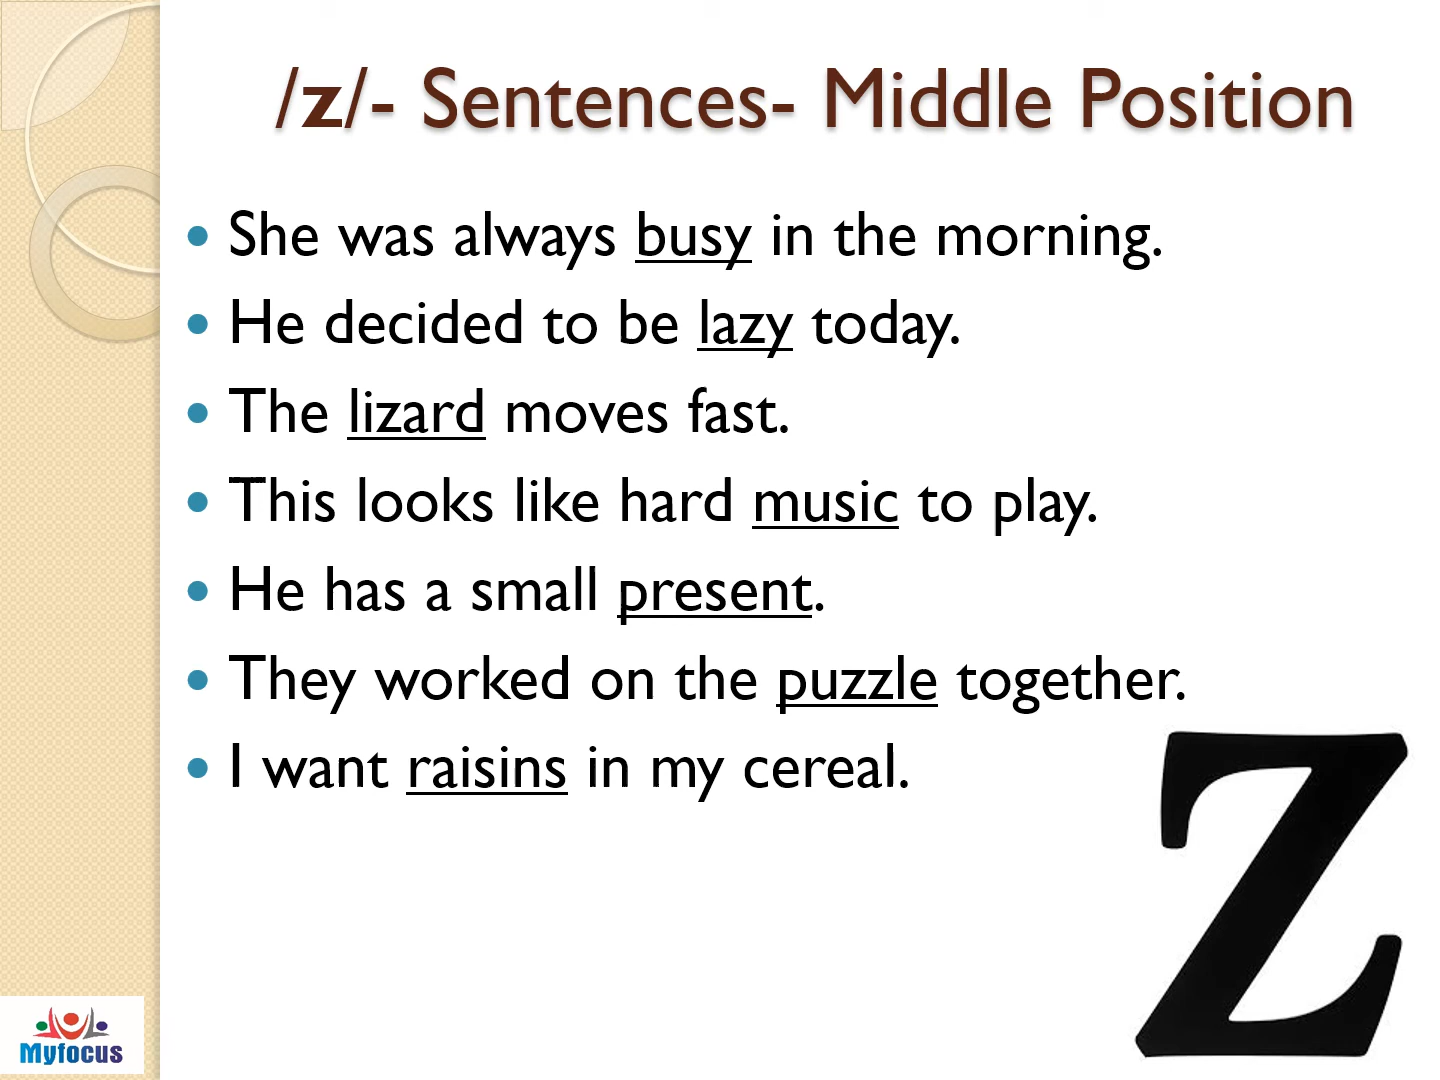 /z/- Sentences- Middle Position
• She was always busy in the morning.
• He decided to be lazy today.
• The lizard moves fast.
• This looks like hard music to play.
• He has a small present.
• They worked on the puzzle together.
• I want raisins in my cereal.
Z
Myfocus